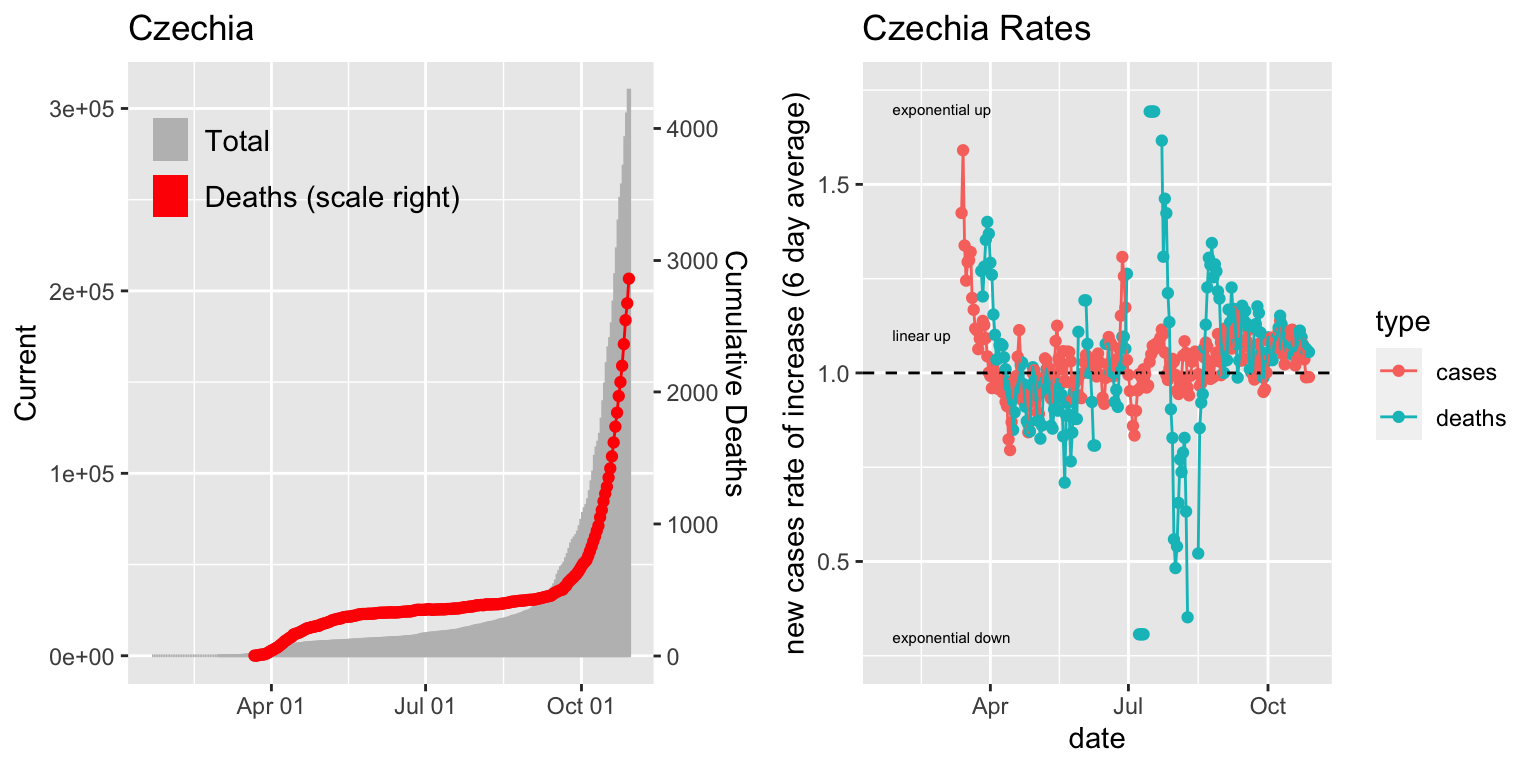 Czechia
Current
3e+05
2e+05
1e+05
0e+00
Total
Deaths (scale right)
4000
3000
2000
1000
0
Cumulative Deaths
Apr 01
Jul 01
Oct 01
Czechia Rates
new cases rate of increase (6 day average)
1.5
1.0
0.5
exponential up
linear up
exponential down
Apr
Jul
Oct
date
type
cases
deaths